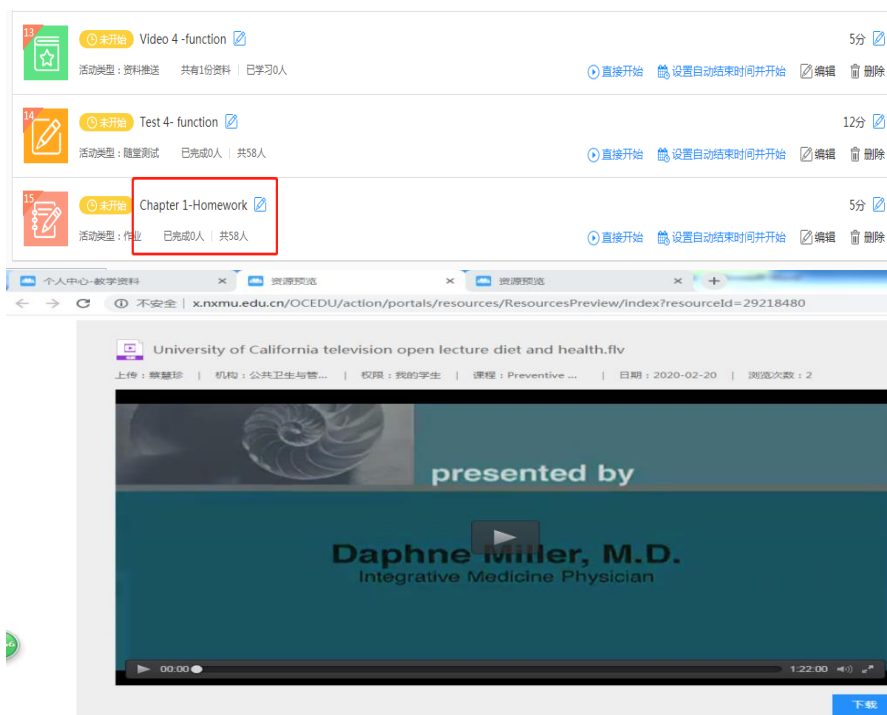 13
未开始 Video 4 -function 5分
活动类型：资料推送 共有1份资料 | 已学习0人 直接开始 设置自动结束时间并开始 编辑 删除
14
未开始 Test 4- function 12分
活动类型：随堂测试 已完成0人 | 共58人 直接开始 设置自动结束时间并开始 编辑 删除
15
未开始 Chapter 1-Homework 5分
活动类型：作业 已完成0人 | 共58人 直接开始 设置自动结束时间并开始 编辑 删除
个人中心-教学资料 × 资源预览 × 资源预览 × +
不安全 | x.nxmu.edu.cn/OCEDU/action/portals/resources/ResourcesPreview/index?resourceId=29218480
University of California television open lecture diet and health.flv
上传：蔡慧珍 | 机构：公共卫生与管... | 权限：我的学生 | 课程：Preventive ... | 日期：2020-02-20 | 浏览次数：2
presented by
Daphne Miller, M.D.
Integrative Medicine Physician
00:00 1:22:00
下载